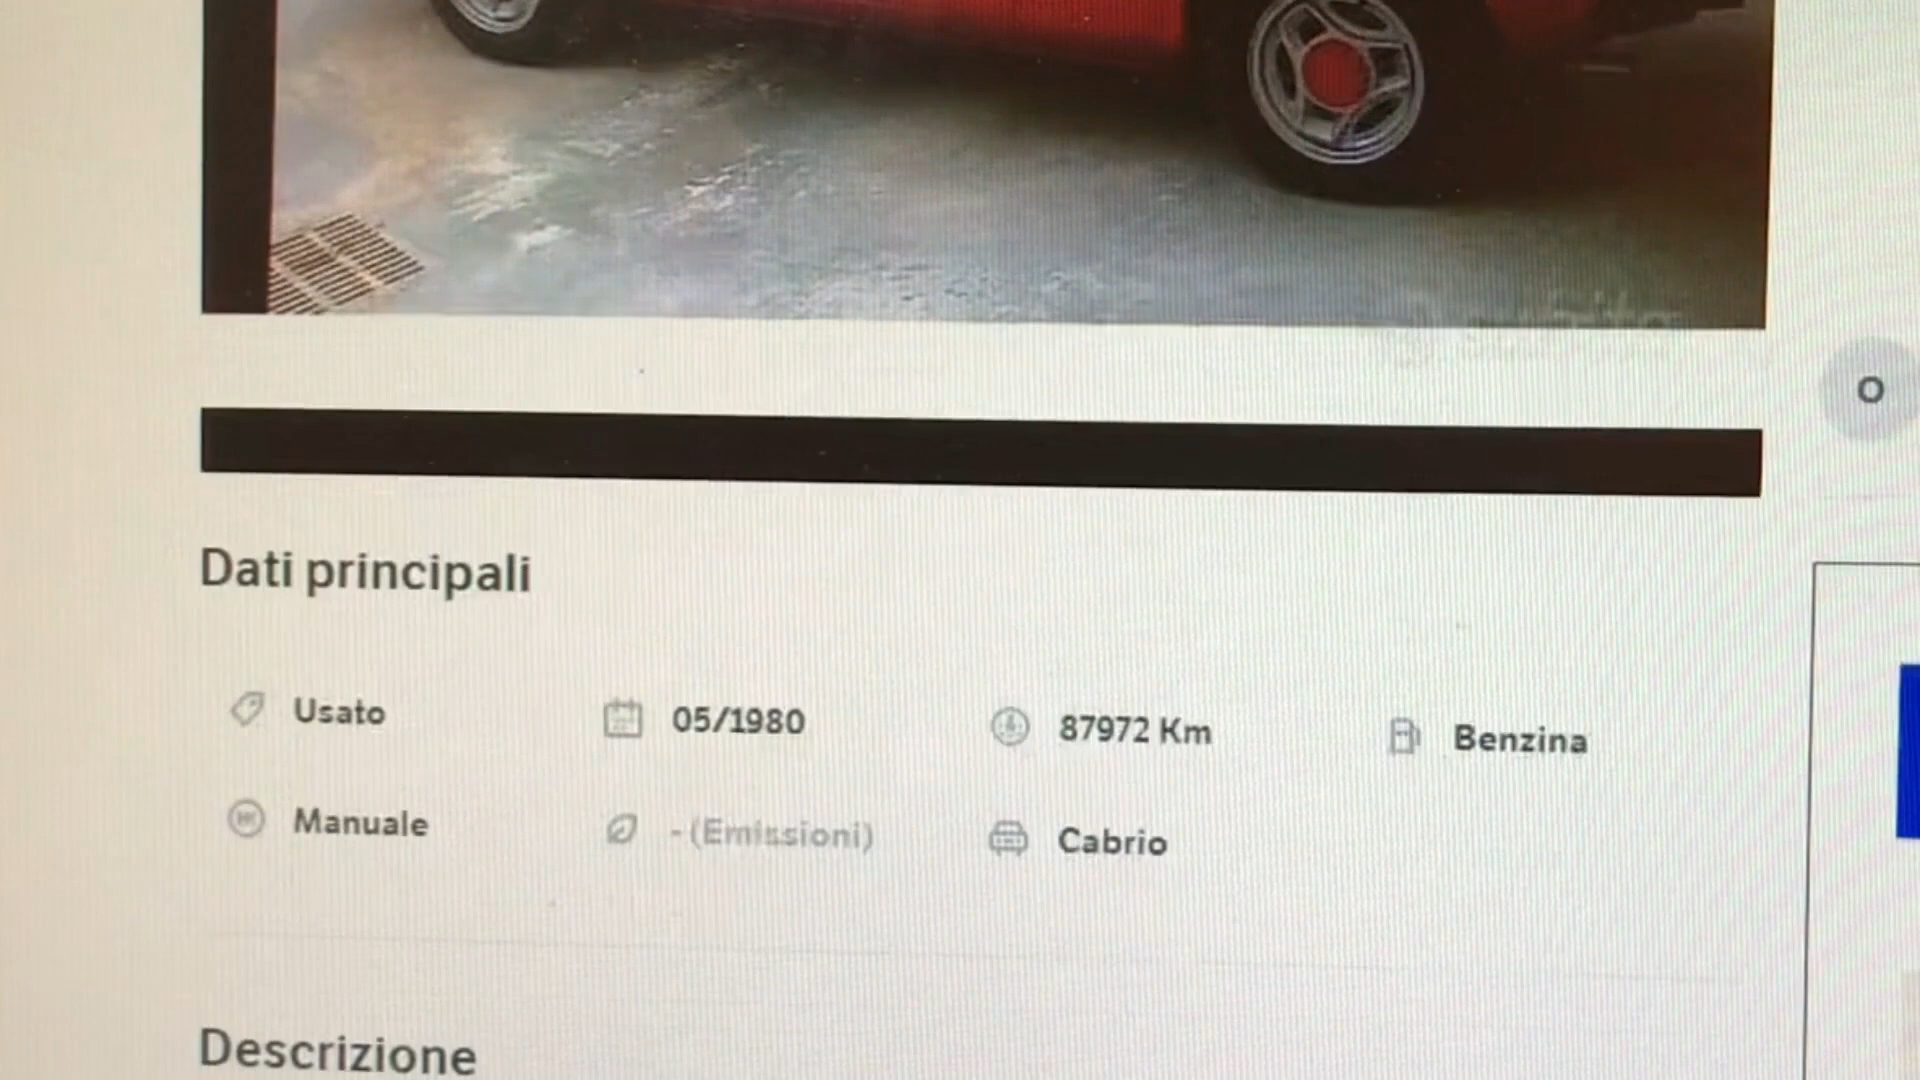 O
Dati principali
Usato 05/1980 87972 Km Benzina
Manuale - (Emissioni) Cabrio
Descrizione